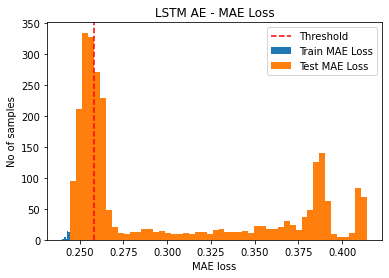 LSTM AE - MAE Loss
Threshold
Train MAE Loss
Test MAE Loss
No of samples
350
300
250
200
150
100
50
0
0.250 0.275 0.300 0.325 0.350 0.375 0.400
MAE loss